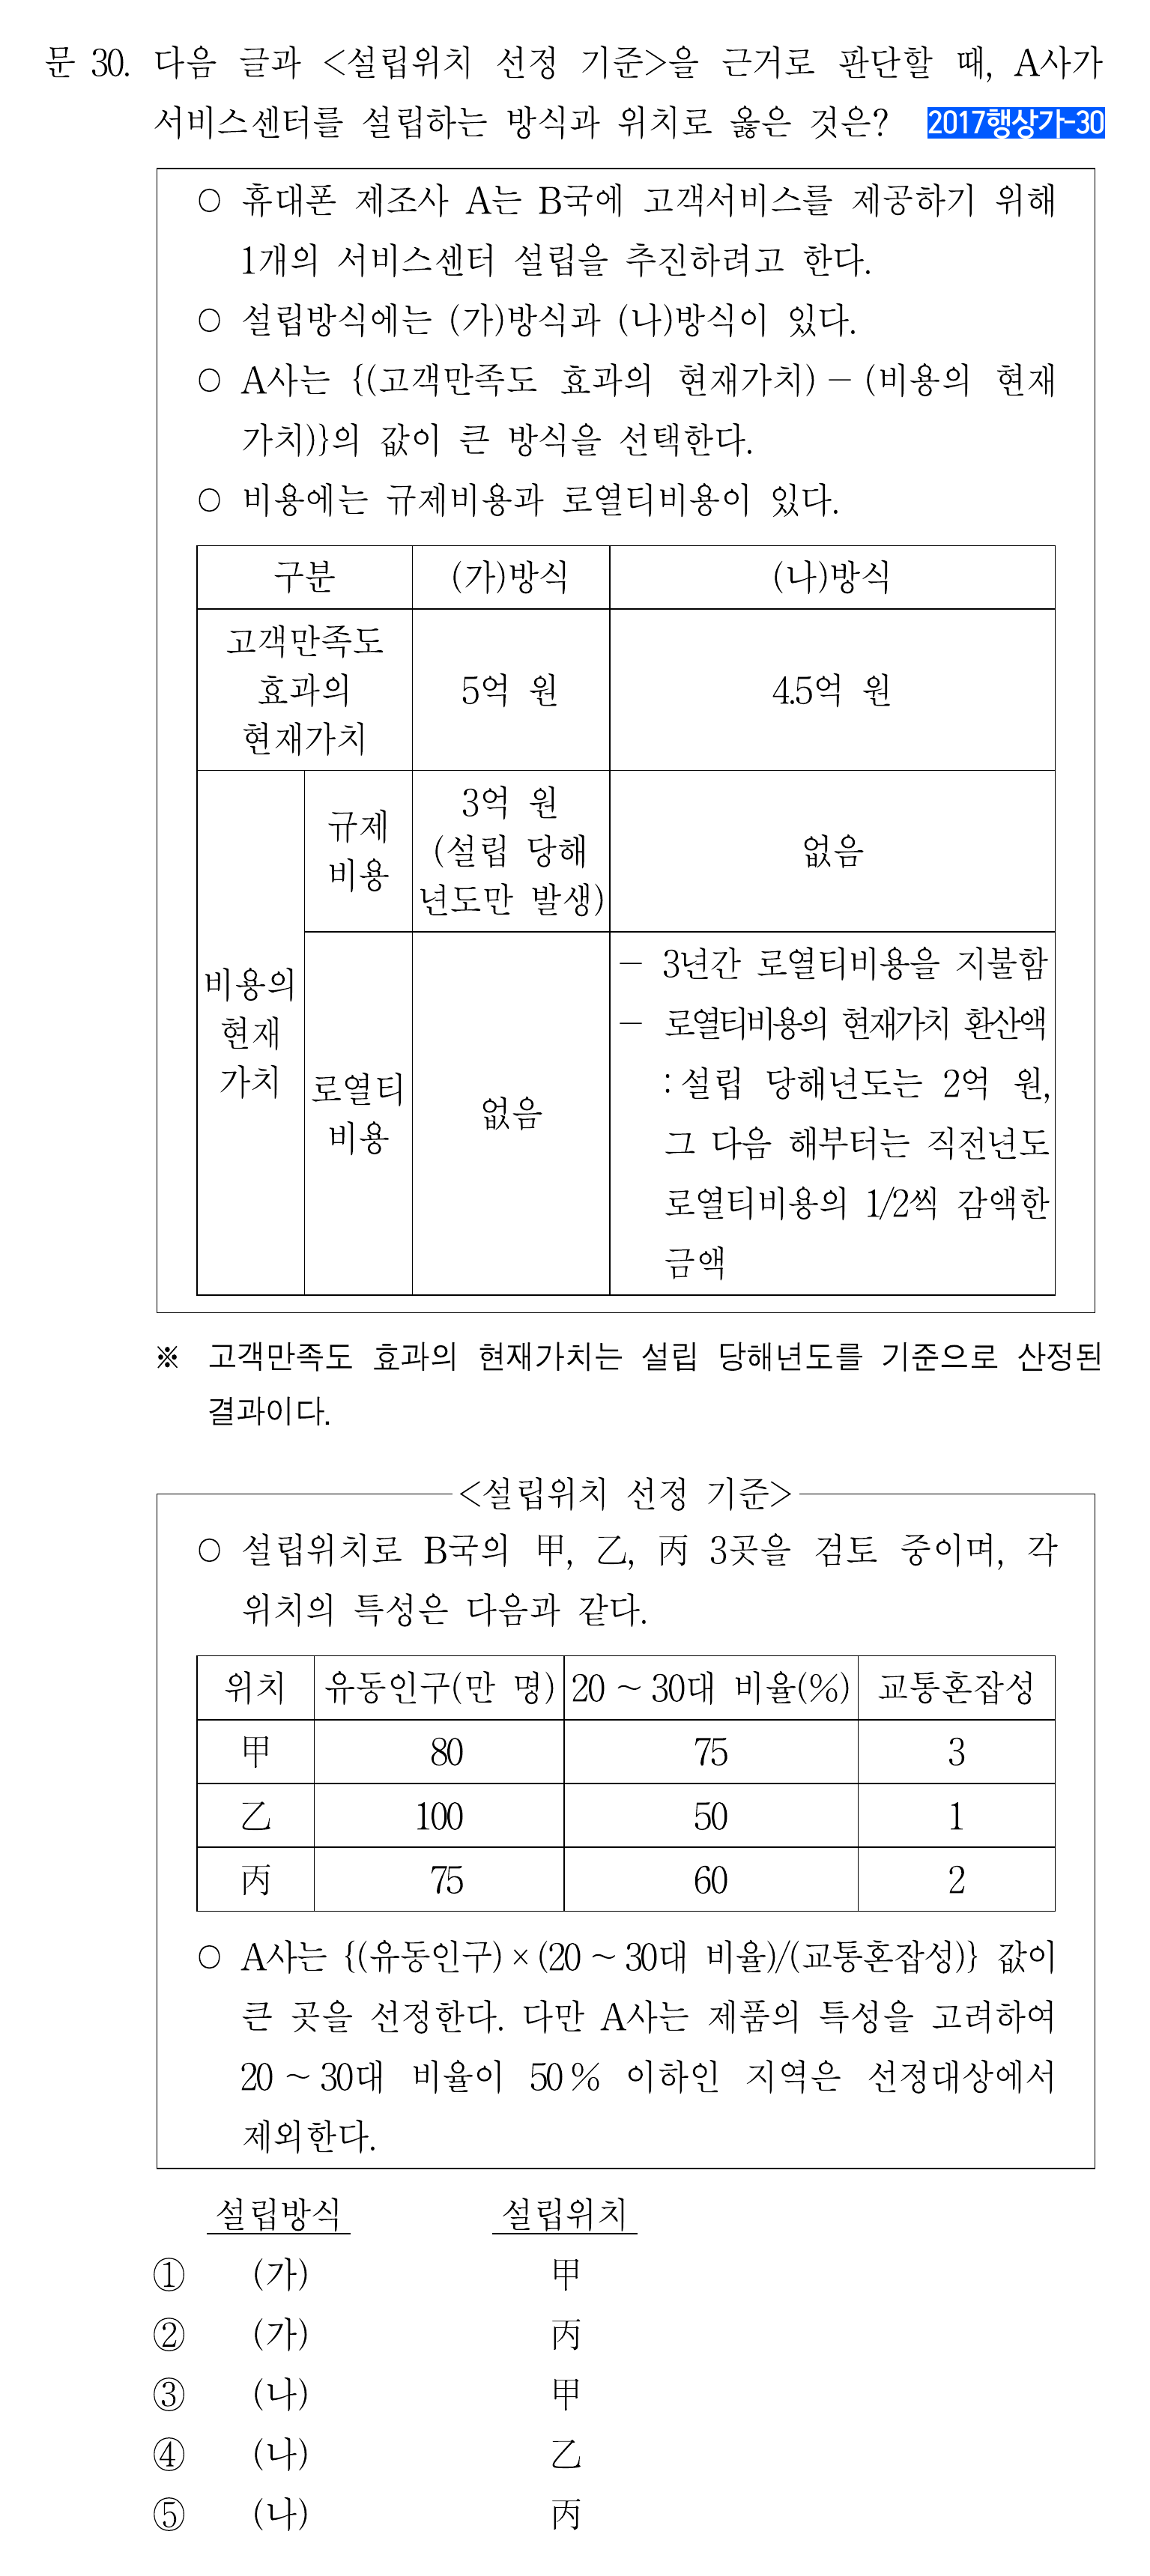 문 30. 다음 글과 <설립위치 선정 기준>을 근거로 판단할 때, A사가
서비스센터를 설립하는 방식과 위치로 옳은 것은? 2017행상가-30
○ 휴대폰 제조사 A는 B국에 고객서비스를 제공하기 위해
1개의 서비스센터 설립을 추진하려고 한다.
○ 설립방식에는 (가)방식과 (나)방식이 있다.
○ A사는 {(고객만족도 효과의 현재가치) - (비용의 현재
가치)}의 값이 큰 방식을 선택한다.
○ 비용에는 규제비용과 로열티비용이 있다.
구분 (가)방식 (나)방식
고객만족도
효과의
현재가치
5억 원 4.5억 원
비용의
현재
가치
규제
비용
3억 원
(설립 당해
년도만 발생)
없음
로열티
비용
없음
- 3년간 로열티비용을 지불함
- 로열티비용의 현재가치 환산액
: 설립 당해년도는 2억 원,
그 다음 해부터는 직전년도
로열티비용의 1/2씩 감액한
금액
※ 고객만족도 효과의 현재가치는 설립 당해년도를 기준으로 산정된
결과이다.
<설립위치 선정 기준>
○ 설립위치로 B국의 甲, 乙, 丙 3곳을 검토 중이며, 각
위치의 특성은 다음과 같다.
위치 유동인구(만 명) 20 ~ 30대 비율(%) 교통혼잡성
甲 80 75 3
乙 100 50 1
丙 75 60 2
○ A사는 {(유동인구) × (20 ~ 30대 비율)/(교통혼잡성)} 값이
큰 곳을 선정한다. 다만 A사는 제품의 특성을 고려하여
20 ~ 30대 비율이 50 % 이하인 지역은 선정대상에서
제외한다.
설립방식 설립위치
① (가) 甲
② (가) 丙
③ (나) 甲
④ (나) 乙
⑤ (나) 丙